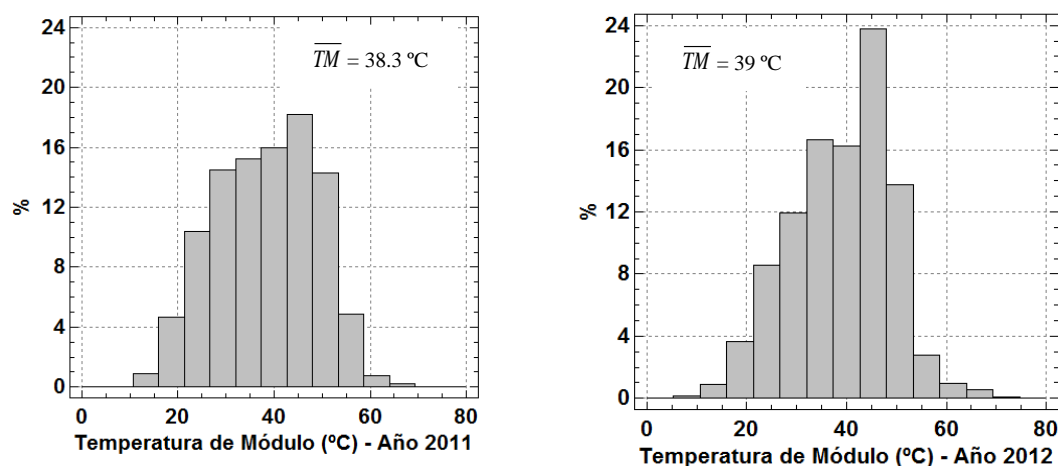 24
20
16
12
8
4
0
%
TM = 38.3 ºC
0 20 40 60 80
Temperatura de Módulo (ºC) - Año 2011
24
20
16
12
8
4
0
%
TM = 39 ºC
0 20 40 60 80
Temperatura de Módulo (ºC) - Año 2012